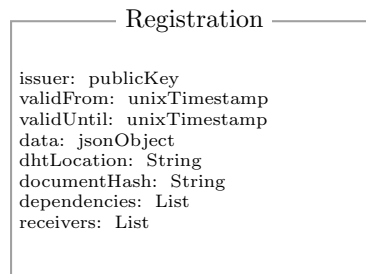 Registration
issuer: publicKey
validFrom: unixTimestamp
validUntil: unixTimestamp
data: jsonObject
dhtLocation: String
documentHash: String
dependencies: List
receivers: List